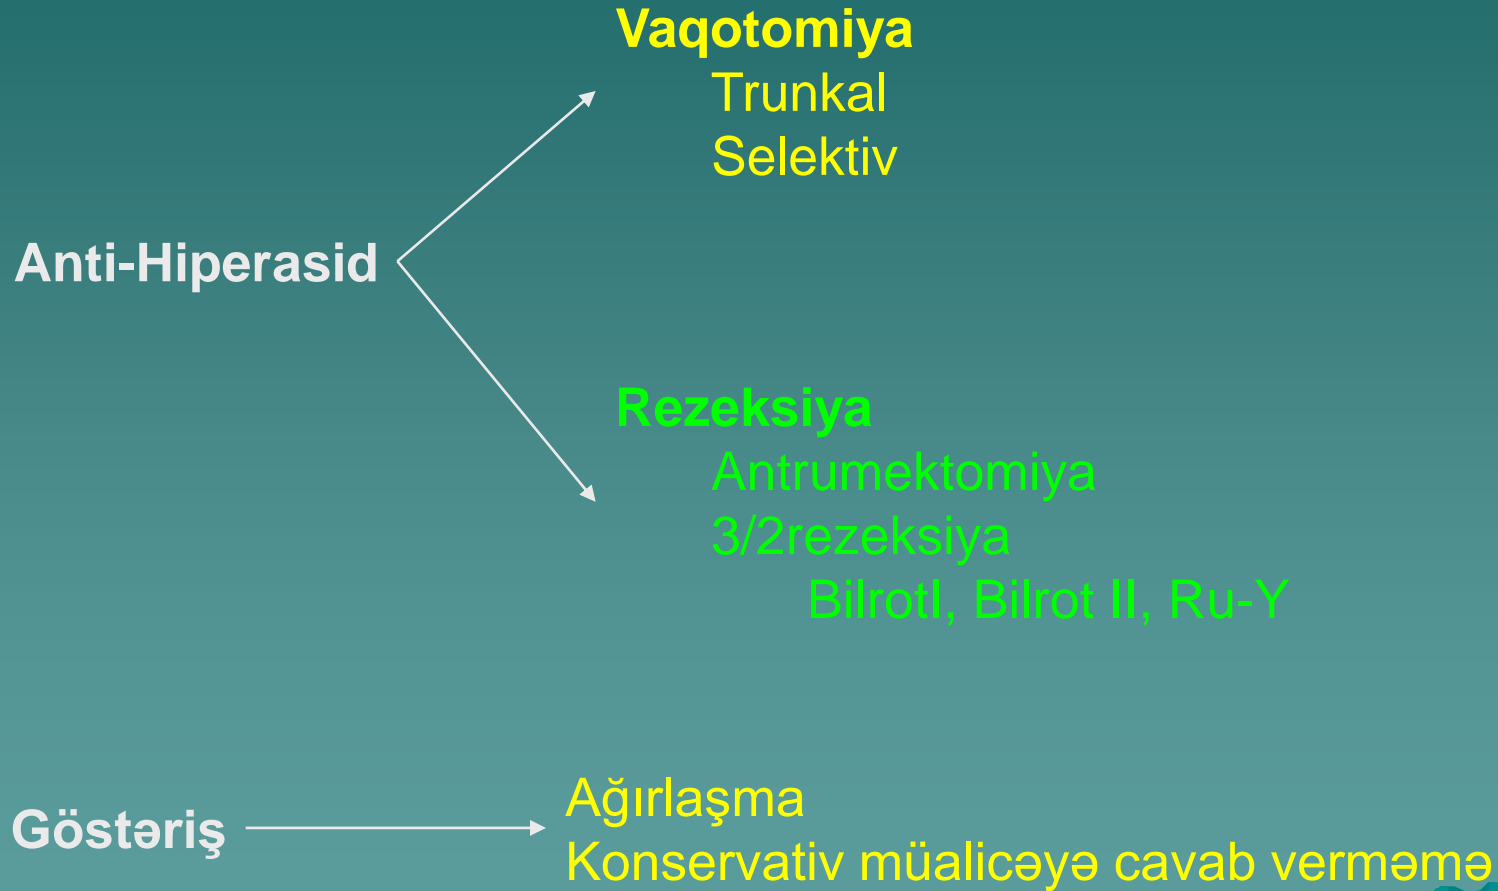 Vaqotomiya
Trunkal
Selektiv
Anti-Hiperasid
Rezeksiya
Antrumektomiya
3/2rezeksiya
BilrotI, Bilrot II, Ru-Y
Göstəriş
Ağırlaşma
Konservativ müalicəyə cavab verməmə